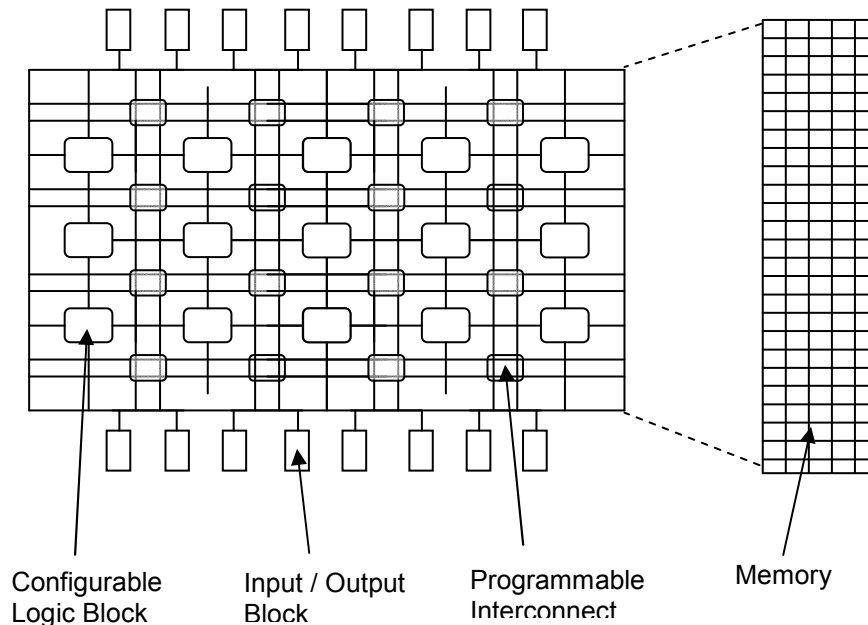 Configurable
Logic Block
Input / Output
Block
Programmable
Interconnect
Memory